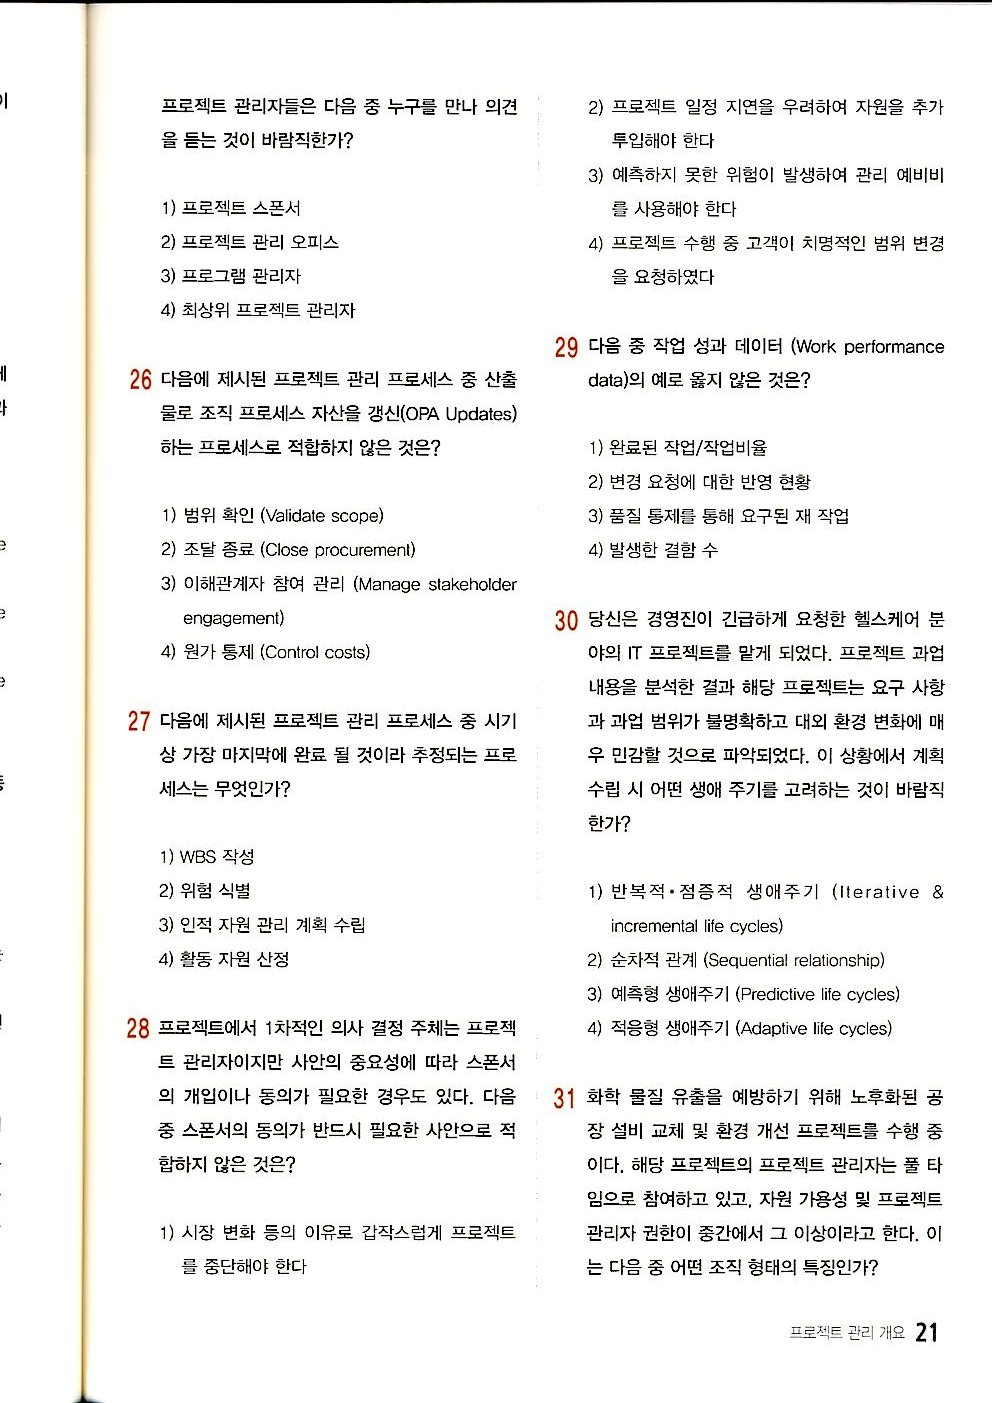 프로젝트 관리자들은 다음 중 누구를 만나 의견
을 듣는 것이 바람직한가?
1) 프로젝트 스폰서
2) 프로젝트 관리 오피스
3) 프로그램 관리자
4) 최상위 프로젝트 관리자
26 다음에 제시된 프로젝트 관리 프로세스 중 산출
물로 조직 프로세스 자산을 갱신(OPA Updates)
하는 프로세스로 적합하지 않은 것은?
1) 범위 확인 (Validate scope)
2) 조달 종료 (Close procurement)
3) 이해관계자 참여 관리 (Manage stakeholder
engagement)
4) 원가 통제 (Control costs)
27 다음에 제시된 프로젝트 관리 프로세스 중 시기
상 가장 마지막에 완료 될 것이라 추정되는 프로
세스는 무엇인가?
1) WBS 작성
2) 위험 식별
3) 인적 자원 관리 계획 수립
4) 활동 자원 산정
28 프로젝트에서 1차적인 의사 결정 주체는 프로젝
트 관리자이지만 사안의 중요성에 따라 스폰서
의 개입이나 동의가 필요한 경우도 있다. 다음
중 스폰서의 동의가 반드시 필요한 사안으로 적
합하지 않은 것은?
1) 시장 변화 등의 이유로 갑작스럽게 프로젝트
를 중단해야 한다
2) 프로젝트 일정 지연을 우려하여 자원을 추가
투입해야 한다
3) 예측하지 못한 위험이 발생하여 관리 예비비
를 사용해야 한다
4) 프로젝트 수행 중 고객이 치명적인 범위 변경
을 요청하였다
29 다음 중 작업 성과 데이터 (Work performance
data)의 예로 옳지 않은 것은?
1) 완료된 작업/작업비율
2) 변경 요청에 대한 반영 현황
3) 품질 통제를 통해 요구된 재 작업
4) 발생한 결함 수
30 당신은 경영진이 긴급하게 요청한 헬스케어 분
야의 IT 프로젝트를 맡게 되었다. 프로젝트 과업
내용을 분석한 결과 해당 프로젝트는 요구 사항
과 과업 범위가 불명확하고 대외 환경 변화에 매
우 민감할 것으로 파악되었다. 이 상황에서 계획
수립 시 어떤 생애 주기를 고려하는 것이 바람직
한가?
1) 반복적·점증적 생애주기 (Iterative &
incremental life cycles)
2) 순차적 관계 (Sequential relationship)
3) 예측형 생애주기 (Predictive life cycles)
4) 적응형 생애주기 (Adaptive life cycles)
31 화학 물질 유출을 예방하기 위해 노후화된 공
장 설비 교체 및 환경 개선 프로젝트를 수행 중
이다. 해당 프로젝트의 프로젝트 관리자는 풀 타
임으로 참여하고 있고, 자원 가용성 및 프로젝트
관리자 권한이 중간에서 그 이상이라고 한다. 이
는 다음 중 어떤 조직 형태의 특징인가?
프로젝트 관리 개요 21